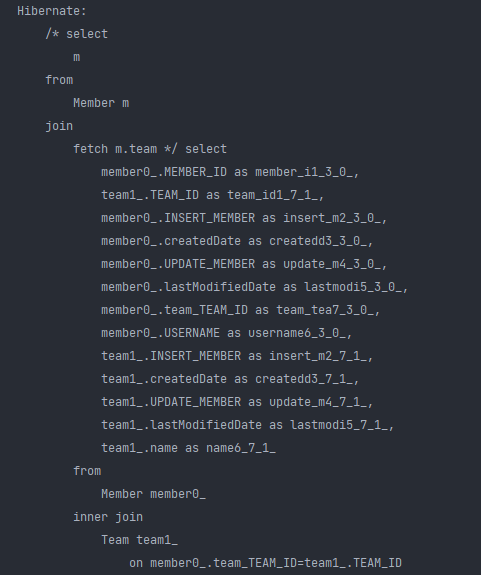 Hibernate:
/* select
m
from
Member m
join
fetch m.team */ select
member0_.MEMBER_ID as member_i1_3_0_,
team1_.TEAM_ID as team_id1_7_1_,
member0_.INSERT_MEMBER as insert_m2_3_0_,
member0_.createdDate as createdd3_3_0_,
member0_.UPDATE_MEMBER as update_m4_3_0_,
member0_.lastModifiedDate as lastmodi5_3_0_,
member0_.team_TEAM_ID as team_tea7_3_0_,
member0_.USERNAME as username6_3_0_,
team1_.INSERT_MEMBER as insert_m2_7_1_,
team1_.createdDate as createdd3_7_1_,
team1_.UPDATE_MEMBER as update_m4_7_1_,
team1_.lastModifiedDate as lastmodi5_7_1_,
team1_.name as name6_7_1_
from
Member member0_
inner join
Team team1_
on member0_.team_TEAM_ID=team1_.TEAM_ID